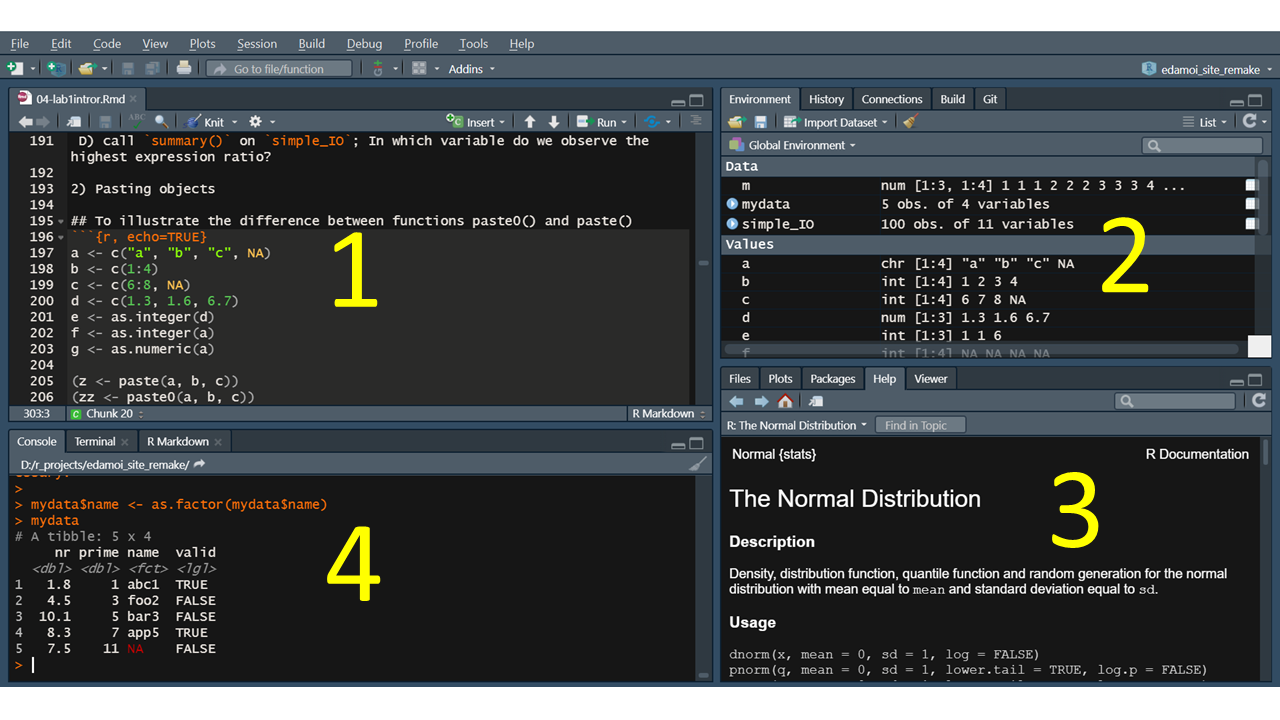 File Edit Code View Plots Session Build Debug Profile Tools Help
Go to file/function Addins edamoi_site_remake
04-lab1intror.Rmd
ABC Knit Insert Run
191 D) call `summary()` on `simple_IO`; In which variable do we observe the
highest expression ratio?
192
193 2) Pasting objects
194
195 ## To illustrate the difference between functions paste0() and paste()
196 ```{r, echo=TRUE}
197 a <- c("a", "b", "c", NA)
198 b <- c(1:4)
199 c <- c(6:8, NA)
200 d <- c(1.3, 1.6, 6.7)
201 e <- as.integer(d)
202 f <- as.integer(a)
203 g <- as.numeric(a)
204
205 (z <- paste(a, b, c))
206 (zz <- paste0(a, b, c))
303:3 C Chunk 20 R Markdown
1
Environment History Connections Build Git
Import Dataset List
Global Environment
Data
m num [1:3, 1:4] 1 1 1 2 2 2 3 3 3 4 ...
mydata 5 obs. of 4 variables
simple_IO 100 obs. of 11 variables
Values
a chr [1:4] "a" "b" "c" NA
b int [1:4] 1 2 3 4
c int [1:4] 6 7 8 NA
d num [1:3] 1.3 1.6 6.7
e int [1:3] 1 1 6
f int [1:4] NA NA NA NA
2
Console Terminal R Markdown
D:/r_projects/edamoi_site_remake/
>
> mydata$name <- as.factor(mydata$name)
> mydata
# A tibble: 5 x 4
nr prime name valid
<dbl> <dbl> <fct> <lgl>
1 1.8 1 abc1 TRUE
2 4.5 3 foo2 FALSE
3 10.1 5 bar3 FALSE
4 8.3 7 app5 TRUE
5 7.5 11 NA FALSE
>
4
Files Plots Packages Help Viewer
R: The Normal Distribution Find in Topic
Normal {stats} R Documentation
The Normal Distribution
Description
Density, distribution function, quantile function and random generation for the normal
distribution with mean equal to mean and standard deviation equal to sd.
Usage
dnorm(x, mean = 0, sd = 1, log = FALSE)
pnorm(q, mean = 0, sd = 1, lower.tail = TRUE, log.p = FALSE)
3